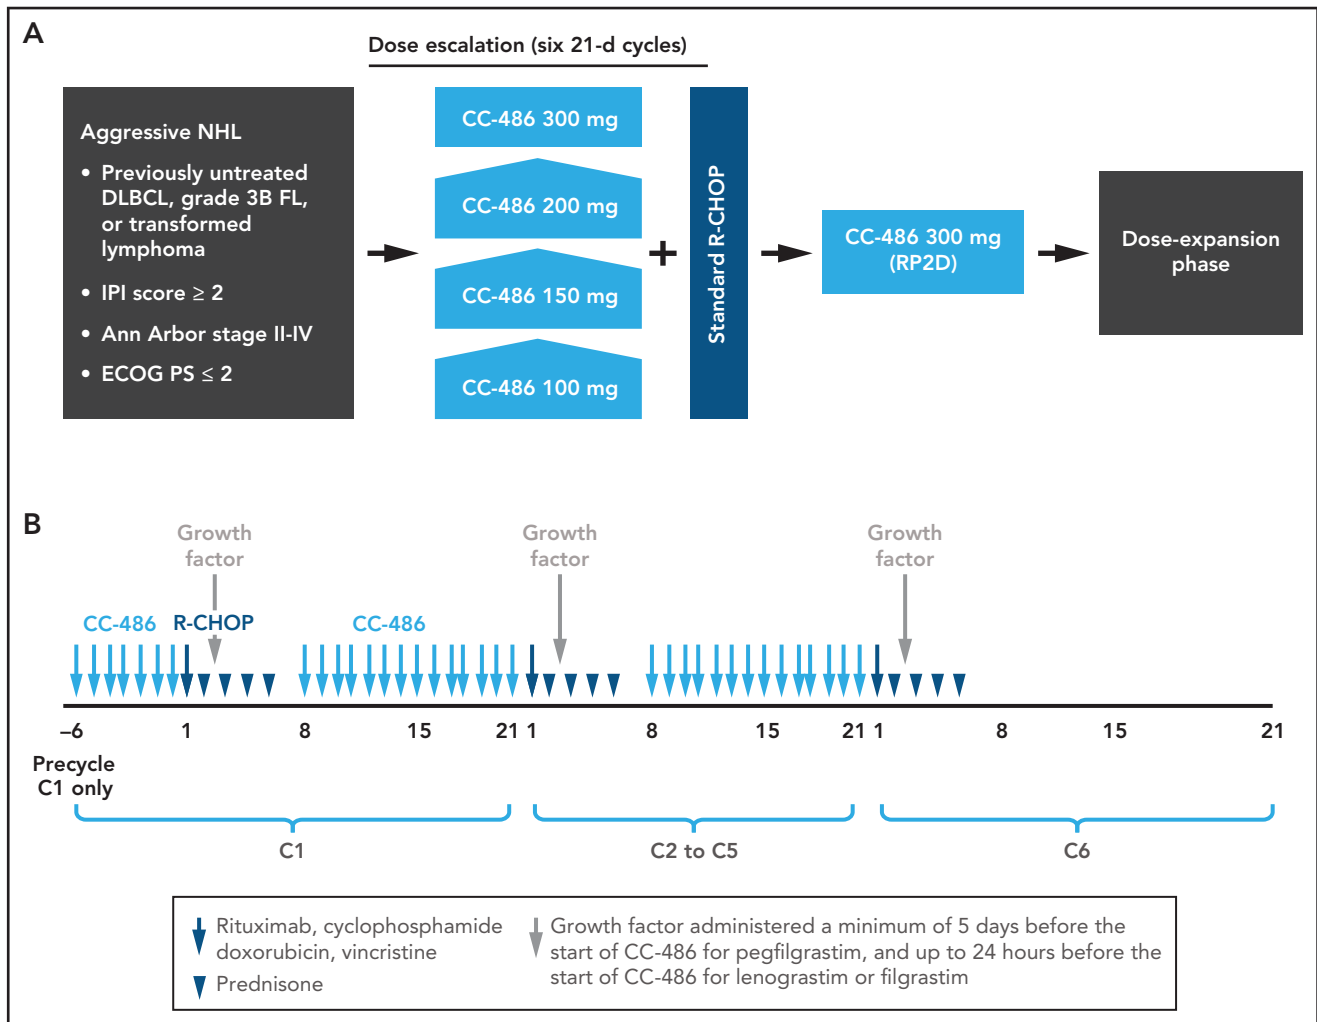 A
Dose escalation (six 21-d cycles)
Aggressive NHL
• Previously untreated
DLBCL, grade 3B FL,
or transformed
lymphoma
• IPI score ≥ 2
• Ann Arbor stage II-IV
• ECOG PS ≤ 2
CC-486 300 mg
CC-486 200 mg
CC-486 150 mg
CC-486 100 mg
+
Standard R-CHOP
CC-486 300 mg
(RP2D)
Dose-expansion
phase
B
Growth
factor
Growth
factor
Growth
factor
CC-486 R-CHOP CC-486
–6 1 8 15 21 1 8 15 21 1 8 15 21
Precycle
C1 only
C1 C2 to C5 C6
Rituximab, cyclophosphamide
doxorubicin, vincristine
Prednisone
Growth factor administered a minimum of 5 days before the
start of CC-486 for pegfilgrastim, and up to 24 hours before the
start of CC-486 for lenograstim or filgrastim